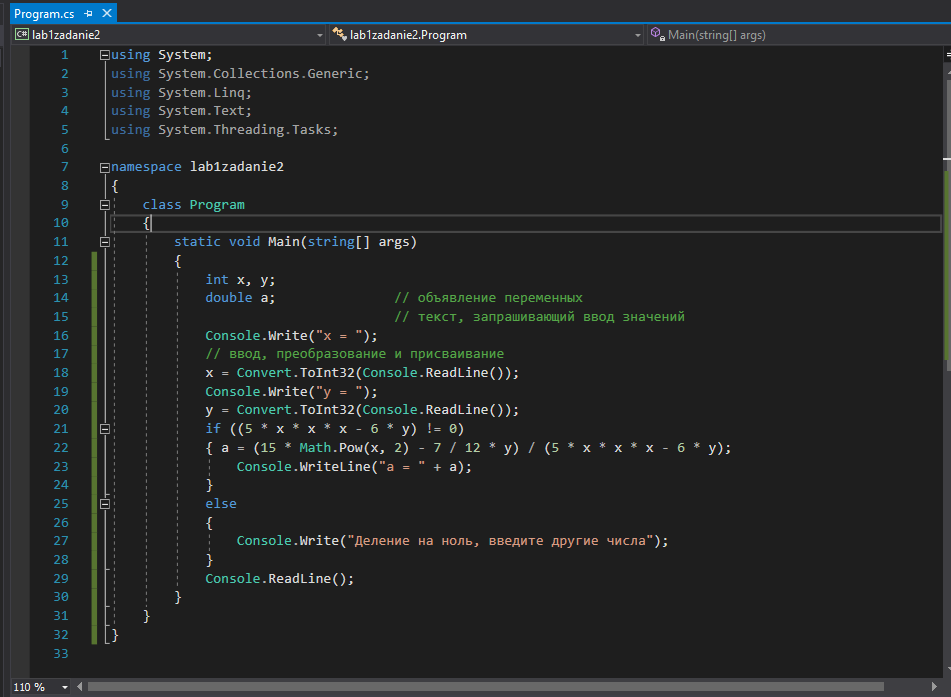 Program.cs
C# lab1zadanie2 lab1zadanie2.Program Main(string[] args)
1 using System;
2 using System.Collections.Generic;
3 using System.Linq;
4 using System.Text;
5 using System.Threading.Tasks;
6
7 namespace lab1zadanie2
8 {
9 class Program
10 {
11 static void Main(string[] args)
12 {
13 int x, y;
14 double a; // объявление переменных
15 // текст, запрашивающий ввод значений
16 Console.Write("x = ");
17 // ввод, преобразование и присваивание
18 x = Convert.ToInt32(Console.ReadLine());
19 Console.Write("y = ");
20 y = Convert.ToInt32(Console.ReadLine());
21 if ((5 * x * x * x - 6 * y) != 0)
22 { a = (15 * Math.Pow(x, 2) - 7 / 12 * y) / (5 * x * x * x - 6 * y);
23 Console.WriteLine("a = " + a);
24 }
25 else
26 {
27 Console.Write("Деление на ноль, введите другие числа");
28 }
29 Console.ReadLine();
30 }
31 }
32 }
33
110 %